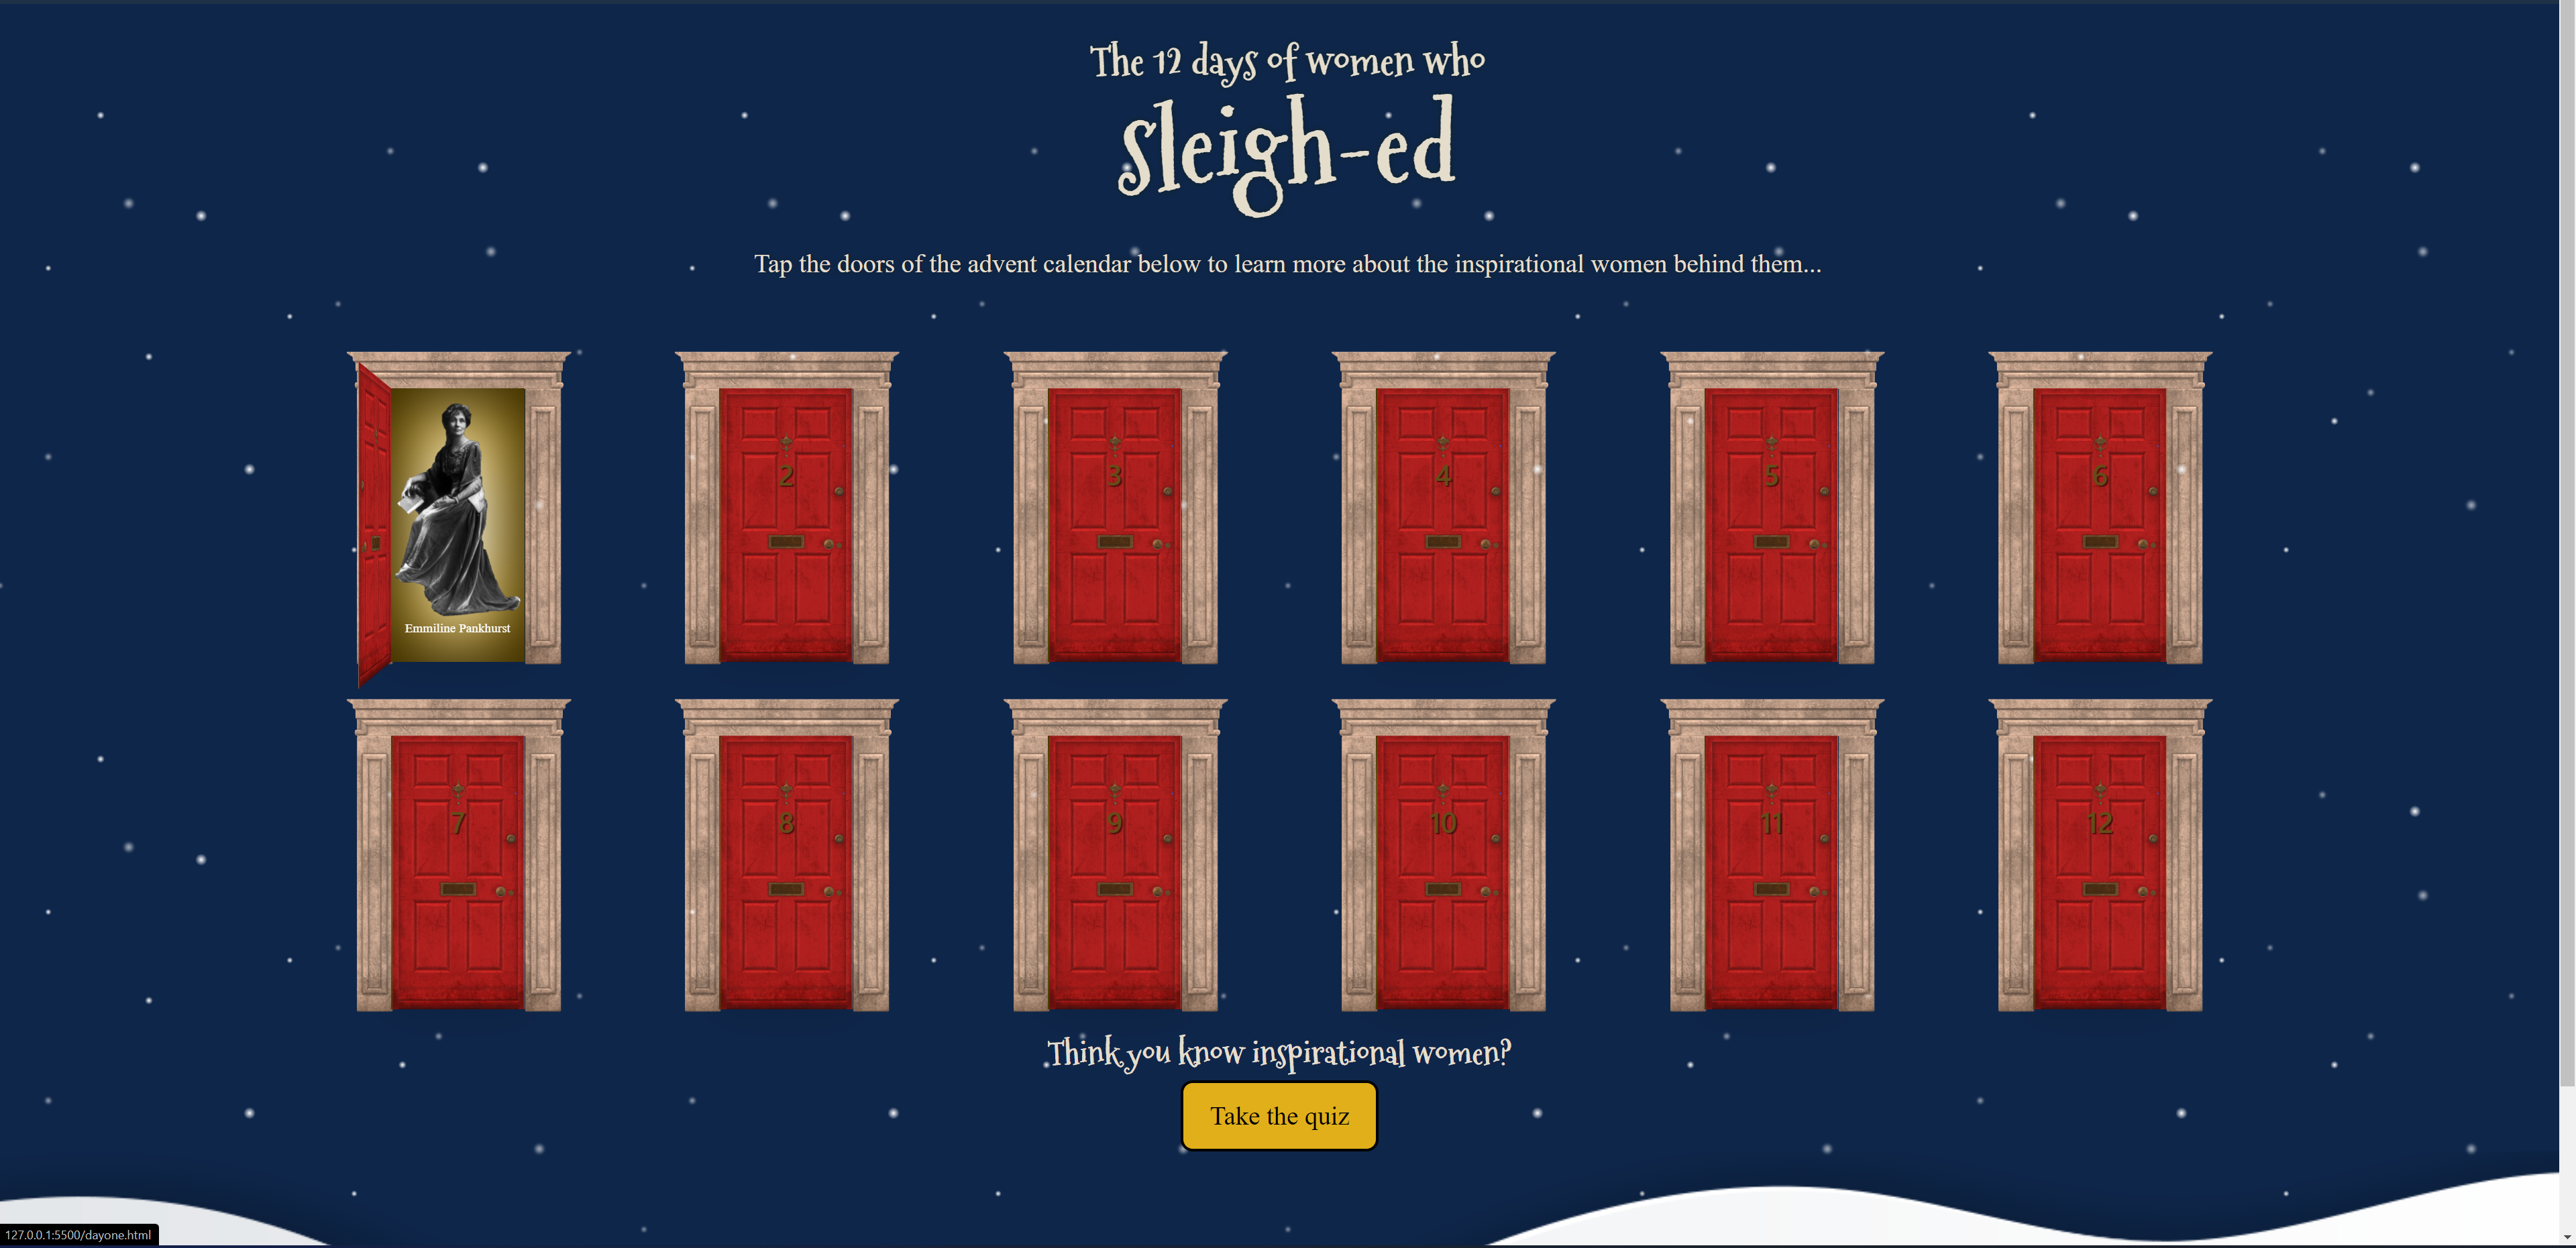 The 12 days of women who
sleigh-ed
Tap the doors of the advent calendar below to learn more about the inspirational women behind them...
Emmiline Pankhurst
2
3
4
5
6
7
8
9
10
11
12
Think you know inspirational women?
Take the quiz
127.0.0.1:5500/dayone.html